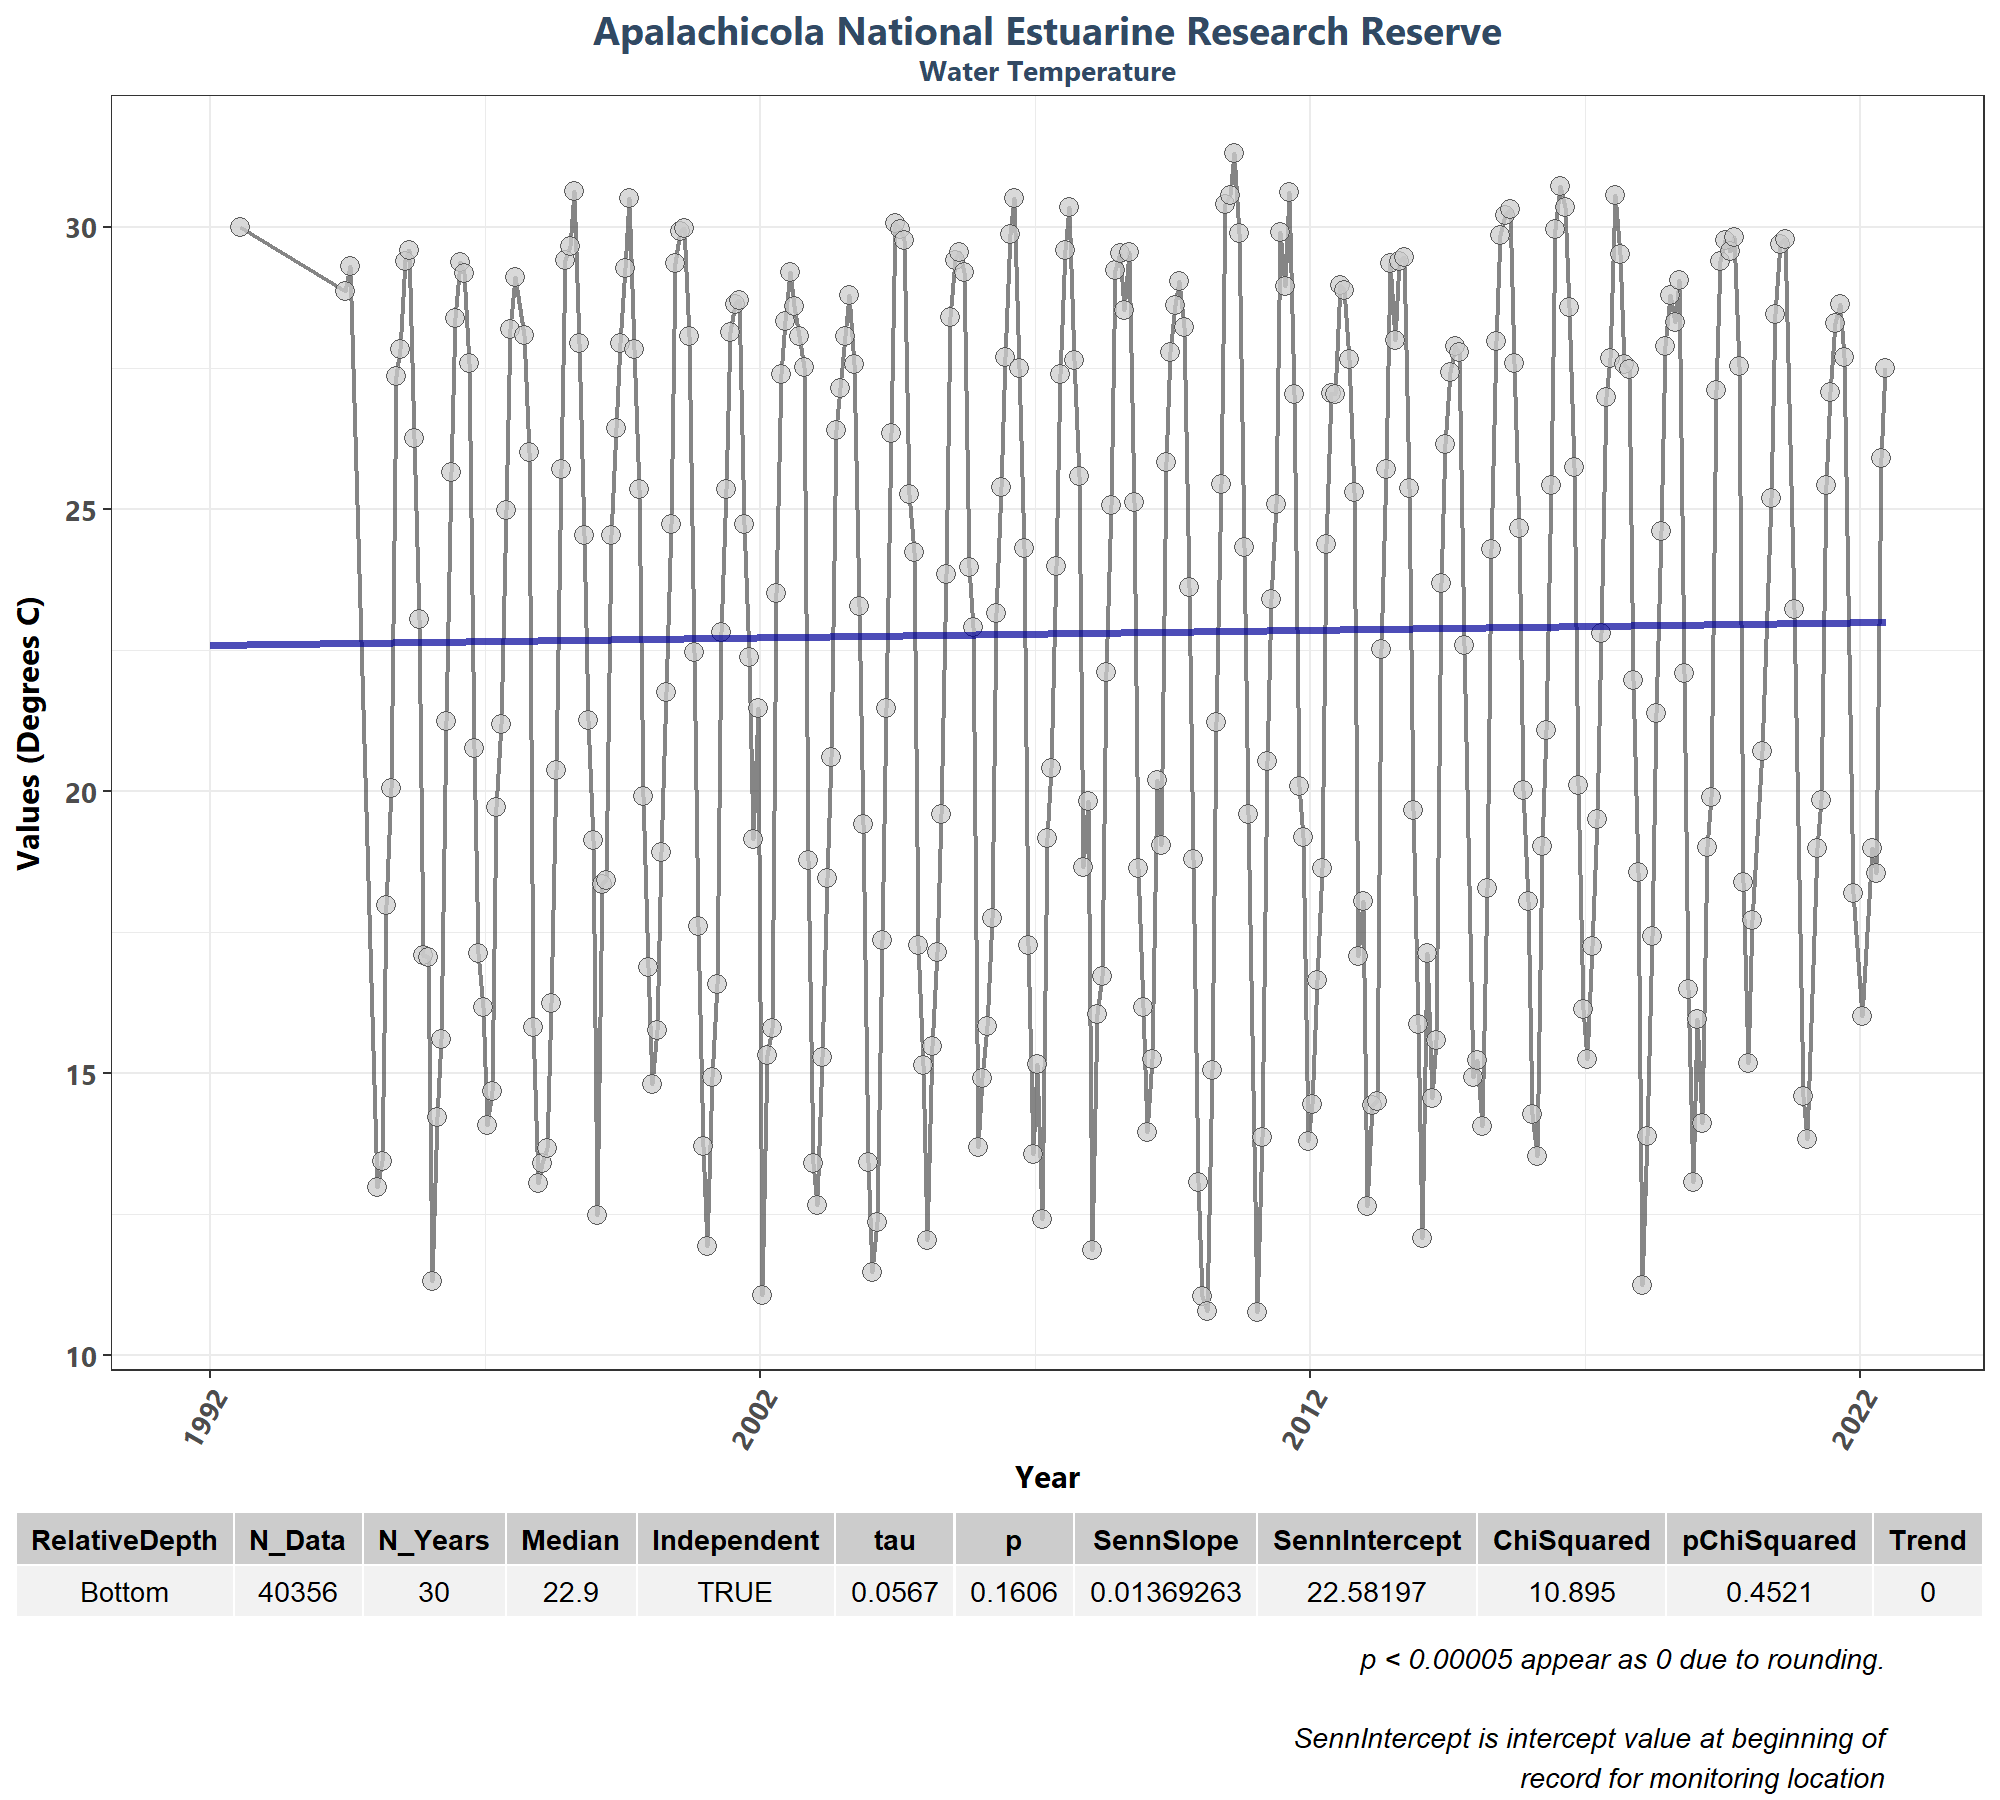 Apalachicola National Estuarine Research Reserve
Water Temperature
Values (Degrees C)
30
25
20
15
10
1992
2002
2012
2022
Year
RelativeDepth N_Data N_Years Median Independent tau p SennSlope SennIntercept ChiSquared pChiSquared Trend
Bottom 40356 30 22.9 TRUE 0.0567 0.1606 0.01369263 22.58197 10.895 0.4521 0
p < 0.00005 appear as 0 due to rounding.
SennIntercept is intercept value at beginning of
record for monitoring location